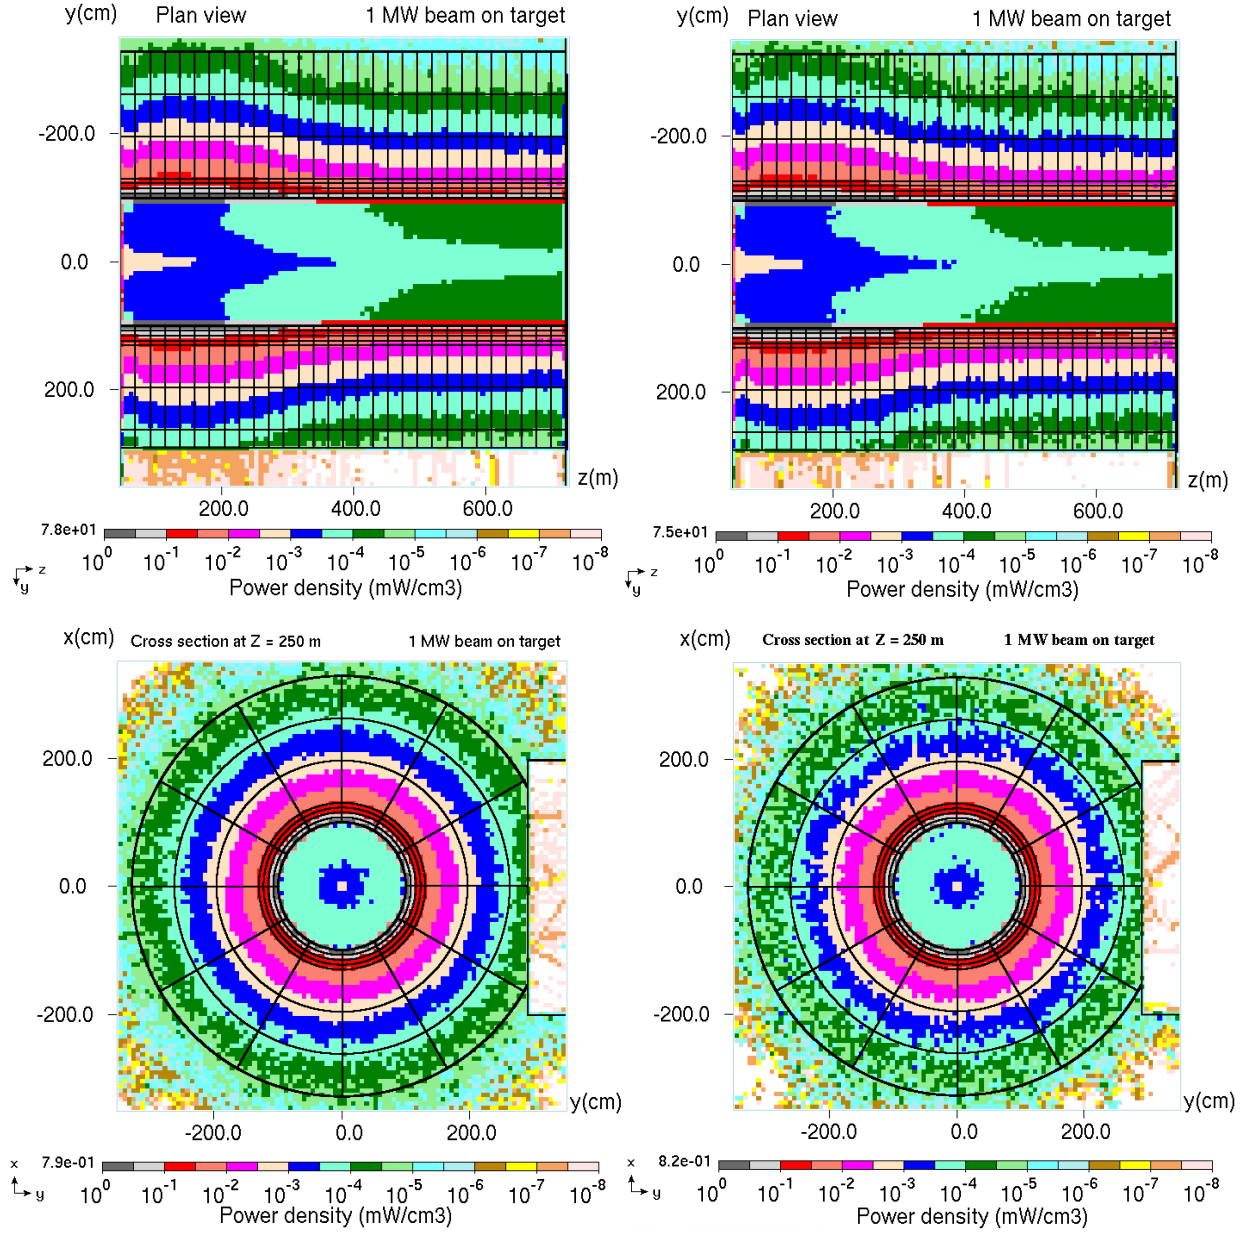 y(cm) Plan view 1 MW beam on target
-200.0
0.0
200.0
z(m)
200.0 400.0 600.0
7.8e+01
10^0 10^-1 10^-2 10^-3 10^-4 10^-5 10^-6 10^-7 10^-8
z
y
Power density (mW/cm3)
y(cm) Plan view 1 MW beam on target
-200.0
0.0
200.0
z(m)
200.0 400.0 600.0
7.5e+01
10^0 10^-1 10^-2 10^-3 10^-4 10^-5 10^-6 10^-7 10^-8
z
y
Power density (mW/cm3)
x(cm) Cross section at Z = 250 m 1 MW beam on target
200.0
0.0
-200.0
y(cm)
-200.0 0.0 200.0
x
y
7.9e-01
10^0 10^-1 10^-2 10^-3 10^-4 10^-5 10^-6 10^-7 10^-8
Power density (mW/cm3)
x(cm) Cross section at Z = 250 m 1 MW beam on target
200.0
0.0
-200.0
y(cm)
-200.0 0.0 200.0
x
y
8.2e-01
10^0 10^-1 10^-2 10^-3 10^-4 10^-5 10^-6 10^-7 10^-8
Power density (mW/cm3)